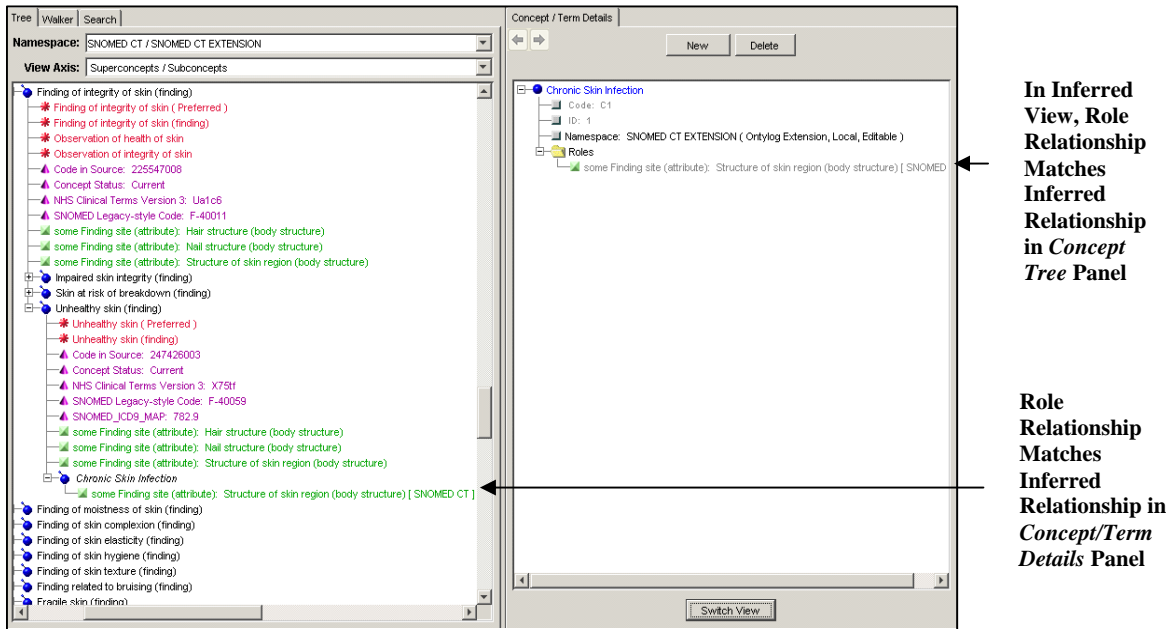 Tree Walker Search
Namespace: SNOMED CT / SNOMED CT EXTENSION
View Axis: Superconcepts / Subconcepts
Finding of integrity of skin (finding)
Finding of integrity of skin ( Preferred )
Finding of integrity of skin (finding)
Observation of health of skin
Observation of integrity of skin
Code in Source: 225547008
Concept Status: Current
NHS Clinical Terms Version 3: Ua1c6
SNOMED Legacy-style Code: F-40011
some Finding site (attribute): Hair structure (body structure)
some Finding site (attribute): Nail structure (body structure)
some Finding site (attribute): Structure of skin region (body structure)
Impaired skin integrity (finding)
Skin at risk of breakdown (finding)
Unhealthy skin (finding)
Unhealthy skin ( Preferred )
Unhealthy skin (finding)
Code in Source: 247426003
Concept Status: Current
NHS Clinical Terms Version 3: X75tf
SNOMED Legacy-style Code: F-40059
SNOMED_ICD9_MAP: 782.9
some Finding site (attribute): Hair structure (body structure)
some Finding site (attribute): Nail structure (body structure)
some Finding site (attribute): Structure of skin region (body structure)
Chronic Skin Infection
some Finding site (attribute): Structure of skin region (body structure) [ SNOMED CT ]
Finding of moistness of skin (finding)
Finding of skin complexion (finding)
Finding of skin elasticity (finding)
Finding of skin hygiene (finding)
Finding of skin texture (finding)
Finding related to bruising (finding)
Fragile skin (finding)
Concept / Term Details
New Delete
Chronic Skin Infection
Code: C1
ID: 1
Namespace: SNOMED CT EXTENSION ( Ontylog Extension, Local, Editable )
Roles
some Finding site (attribute): Structure of skin region (body structure) [ SNOMED
Switch View
In Inferred
View, Role
Relationship
Matches
Inferred
Relationship
in Concept
Tree Panel
Role
Relationship
Matches
Inferred
Relationship in
Concept/Term
Details Panel